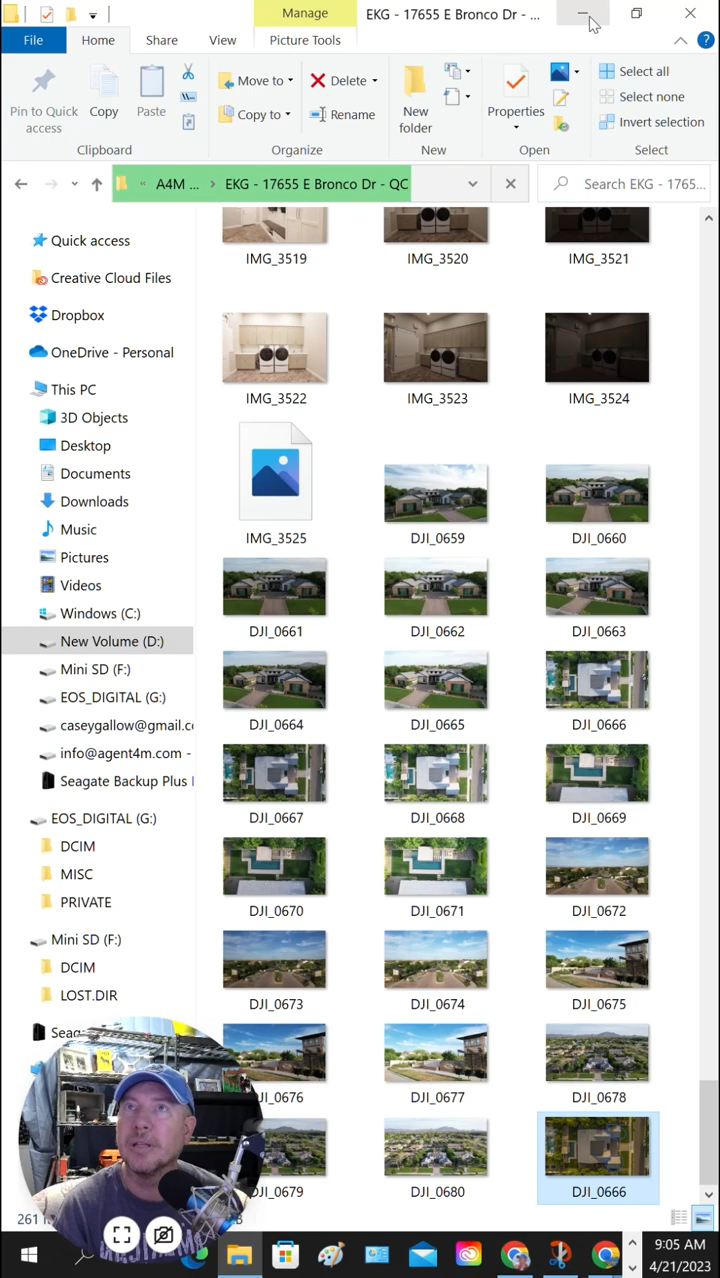 Manage
EKG - 17655 E Bronco Dr - ...
File
Home
Share
View
Picture Tools
Pin to Quick access
Copy
Paste
Move to
Copy to
Delete
Rename
New folder
Properties
Select all
Select none
Invert selection
Clipboard
Organize
New
Open
Select
« A4M ... > EKG - 17655 E Bronco Dr - QC
Search EKG - 1765...
Quick access
Creative Cloud Files
Dropbox
OneDrive - Personal
This PC
3D Objects
Desktop
Documents
Downloads
Music
Pictures
Videos
Windows (C:)
New Volume (D:)
Mini SD (F:)
EOS_DIGITAL (G:)
caseygallow@gmail.c
info@agent4m.com -
Seagate Backup Plus
EOS_DIGITAL (G:)
DCIM
MISC
PRIVATE
Mini SD (F:)
DCIM
LOST.DIR
Seag
IMG_3519
IMG_3520
IMG_3521
IMG_3522
IMG_3523
IMG_3524
IMG_3525
DJI_0659
DJI_0660
DJI_0661
DJI_0662
DJI_0663
DJI_0664
DJI_0665
DJI_0666
DJI_0667
DJI_0668
DJI_0669
DJI_0670
DJI_0671
DJI_0672
DJI_0673
DJI_0674
DJI_0675
_0676
DJI_0677
DJI_0678
JI_0679
DJI_0680
DJI_0666
261
9:05 AM
4/21/2023